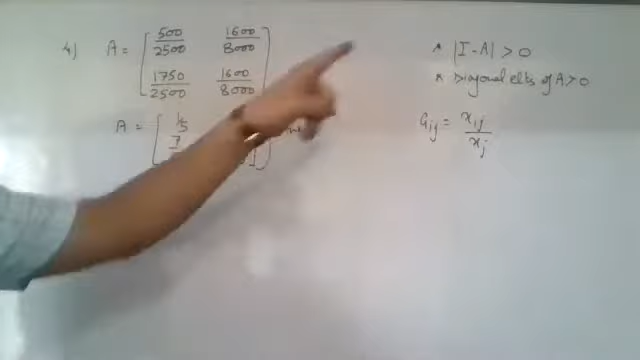 4) A = [ 500/2500 1600/8000
1750/2500 1600/8000 ]
A = [ 1/5
7
* |I - A| > 0
* Diagonal elts of A > 0
aij = xij / xj